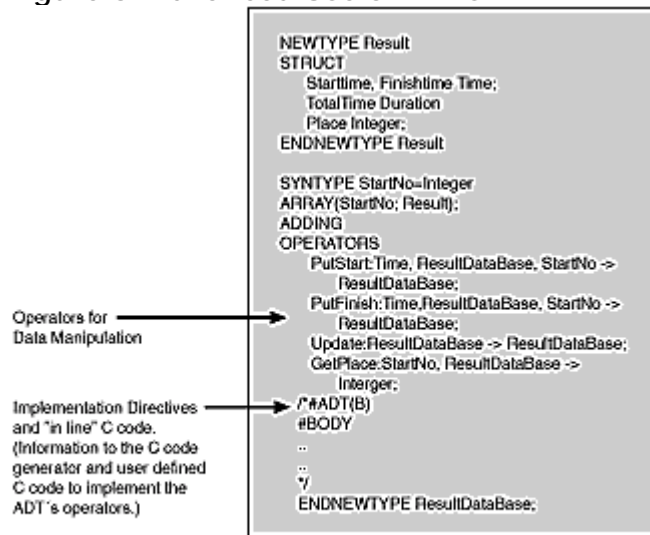 NEWTYPE Result
STRUCT
Starttime, Finishtime Time;
TotalTime Duration
Place Integer;
ENDNEWTYPE Result
SYNTYPE StartNo=Integer
ARRAY(StartNo; Result);
ADDING
OPERATORS
PutStart:Time, ResultDataBase, StartNo ->
ResultDataBase;
PutFinish:Time,ResultDataBase, StartNo ->
ResultDataBase;
Update:ResultDataBase -> ResultDataBase;
GetPlace:StartNo, ResultDataBase ->
Interger;
/*#ADT(B)
#BODY
..
..
*/
ENDNEWTYPE ResultDataBase;
Operators for
Data Manipulation
Implementation Directives
and "in line" C code.
(Information to the C code
generator and user defined
C code to implement the
ADT´s operators.)